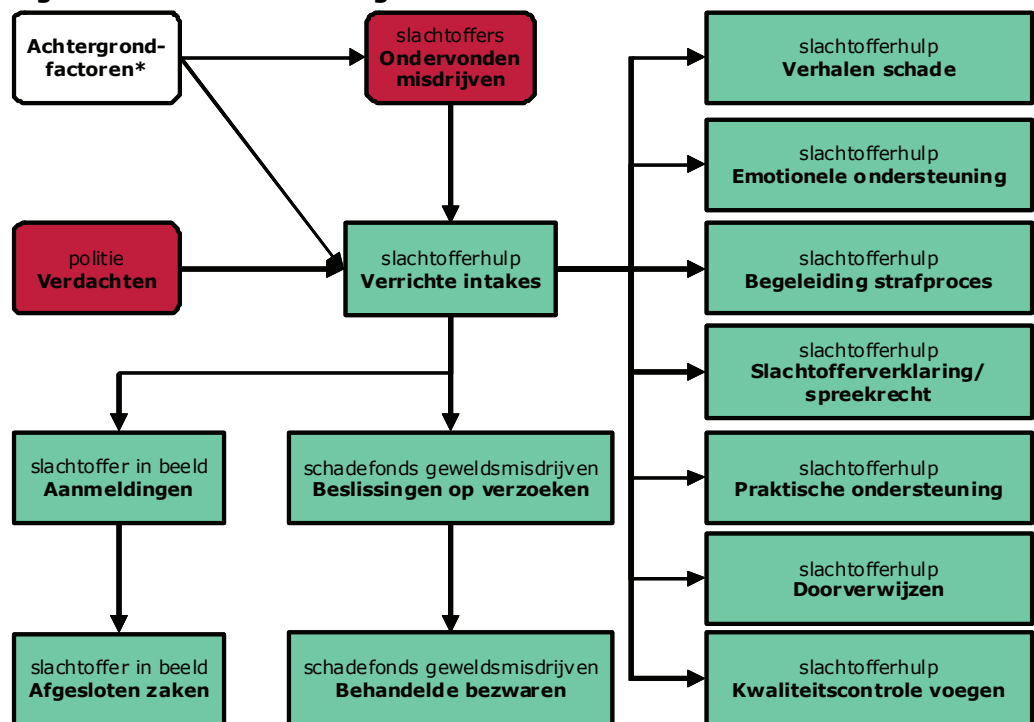 Achtergrond-
factoren*
slachtoffers
Ondervonden
misdrijven
slachtofferhulp
Verhalen schade
slachtofferhulp
Emotionele ondersteuning
politie
Verdachten
slachtofferhulp
Verrichte intakes
slachtofferhulp
Begeleiding strafproces
slachtofferhulp
Slachtofferverklaring/
spreekrecht
slachtoffer in beeld
Aanmeldingen
schadefonds geweldsmisdrijven
Beslissingen op verzoeken
slachtofferhulp
Praktische ondersteuning
slachtofferhulp
Doorverwijzen
slachtoffer in beeld
Afgesloten zaken
schadefonds geweldsmisdrijven
Behandelde bezwaren
slachtofferhulp
Kwaliteitscontrole voegen